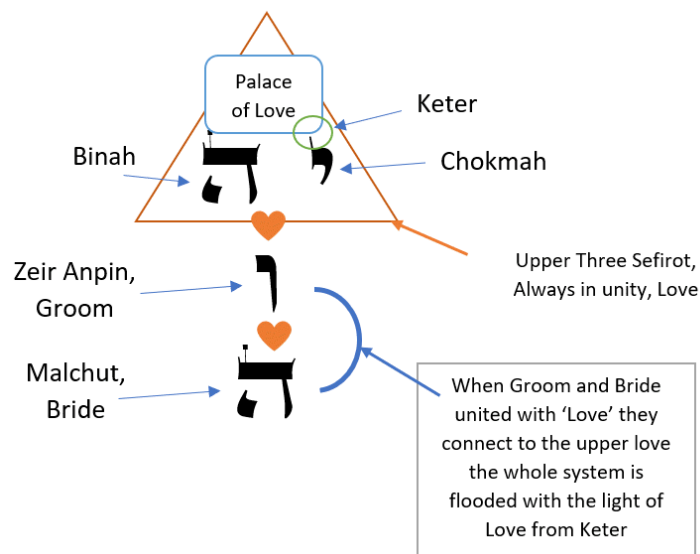 Palace
of Love
Keter
Binah
Chokmah
ה
י
Upper Three Sefirot,
Always in unity, Love
Zeir Anpin,
Groom
ו
Malchut,
Bride
ה
When Groom and Bride
united with ‘Love’ they
connect to the upper love
the whole system is
flooded with the light of
Love from Keter